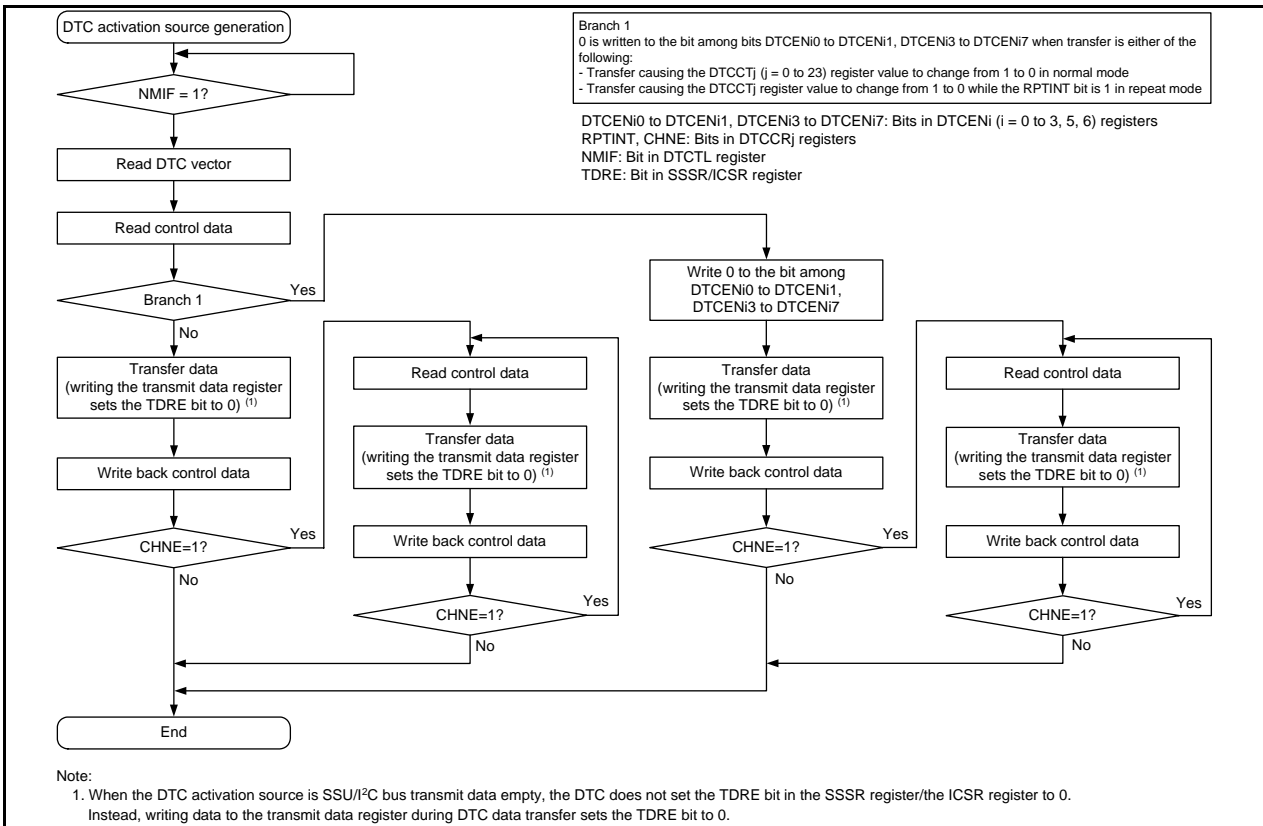 DTC activation source generation
NMIF = 1?
Read DTC vector
Read control data
Branch 1
Yes
No
Transfer data
(writing the transmit data register
sets the TDRE bit to 0) (1)
Write back control data
CHNE=1?
Yes
No
Read control data
Transfer data
(writing the transmit data register
sets the TDRE bit to 0) (1)
Write back control data
CHNE=1?
Yes
No
End
Branch 1
0 is written to the bit among bits DTCENi0 to DTCENi1, DTCENi3 to DTCENi7 when transfer is either of the
following:
- Transfer causing the DTCCTj (j = 0 to 23) register value to change from 1 to 0 in normal mode
- Transfer causing the DTCCTj register value to change from 1 to 0 while the RPTINT bit is 1 in repeat mode
DTCENi0 to DTCENi1, DTCENi3 to DTCENi7: Bits in DTCENi (i = 0 to 3, 5, 6) registers
RPTINT, CHNE: Bits in DTCCRj registers
NMIF: Bit in DTCTL register
TDRE: Bit in SSSR/ICSR register
Write 0 to the bit among
DTCENi0 to DTCENi1,
DTCENi3 to DTCENi7
Transfer data
(writing the transmit data register
sets the TDRE bit to 0) (1)
Write back control data
CHNE=1?
Yes
No
Read control data
Transfer data
(writing the transmit data register
sets the TDRE bit to 0) (1)
Write back control data
CHNE=1?
Yes
No
Note:
1. When the DTC activation source is SSU/I²C bus transmit data empty, the DTC does not set the TDRE bit in the SSSR register/the ICSR register to 0.
Instead, writing data to the transmit data register during DTC data transfer sets the TDRE bit to 0.